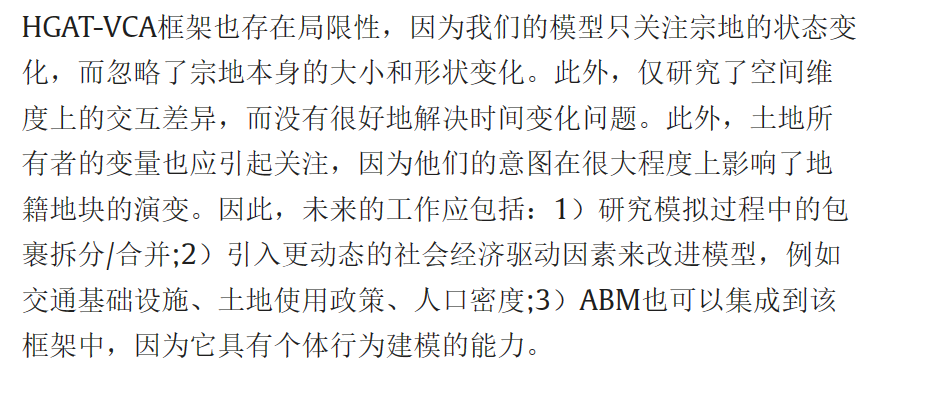 HGAT-VCA框架也存在局限性，因为我们的模型只关注宗地的状态变
化，而忽略了宗地本身的大小和形状变化。此外，仅研究了空间维
度上的交互差异，而没有很好地解决时间变化问题。此外，土地所
有者的变量也应引起关注，因为他们的意图在很大程度上影响了地
籍地块的演变。因此，未来的工作应包括：1）研究模拟过程中的包
裹拆分/合并;2）引入更动态的社会经济驱动因素来改进模型，例如
交通基础设施、土地使用政策、人口密度;3）ABM也可以集成到该
框架中，因为它具有个体行为建模的能力。